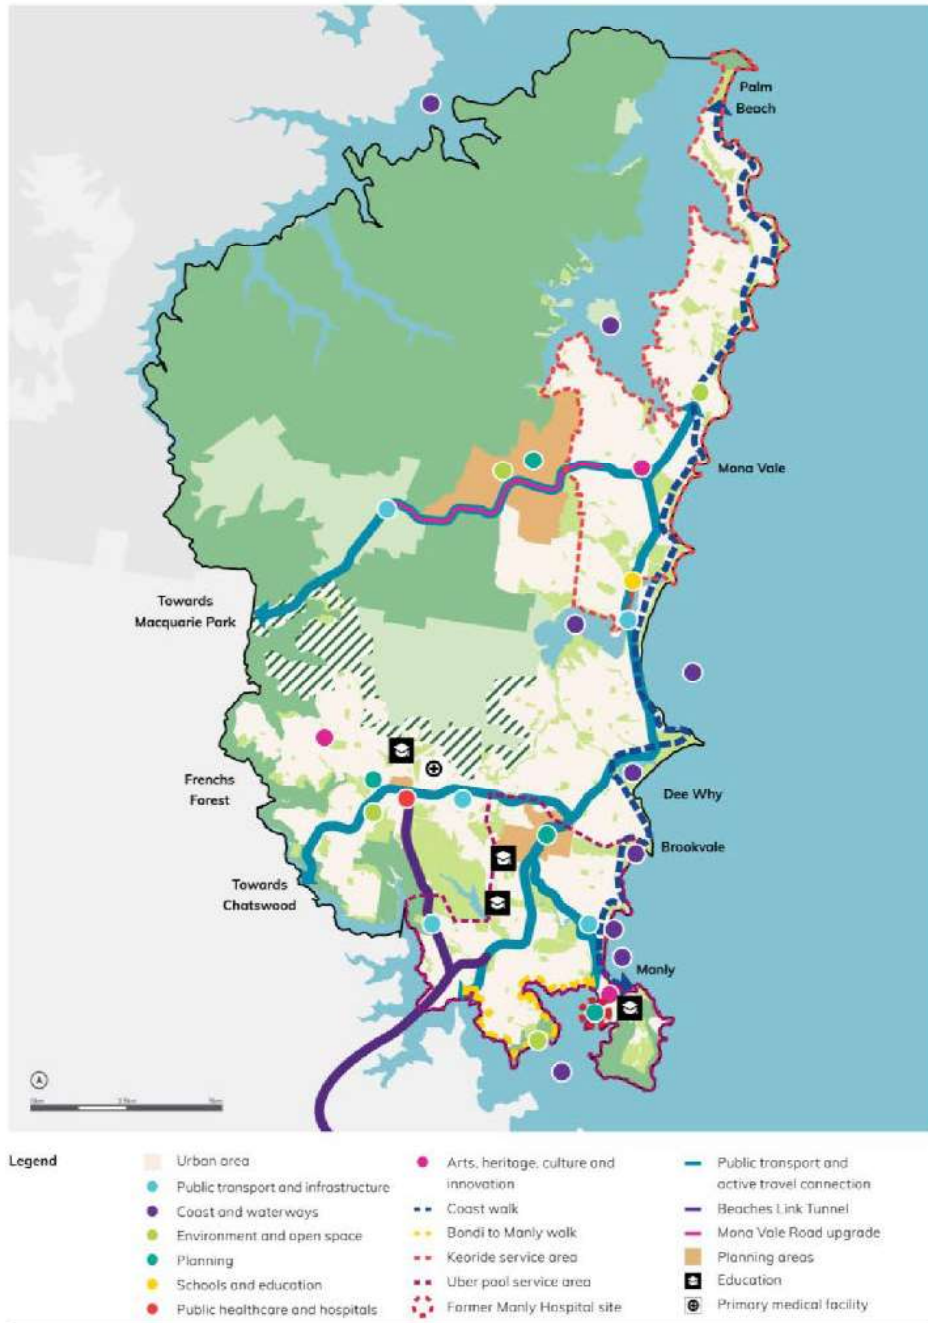 Palm
Beach
Mona Vale
Towards
Macquarie Park
Frenchs
Forest
Dee Why
Brookvale
Towards
Chatswood
Manly
0km 2.5km 5km
Legend
Urban area
Public transport and infrastructure
Coast and waterways
Environment and open space
Planning
Schools and education
Public healthcare and hospitals
Arts, heritage, culture and
innovation
Coast walk
Bondi to Manly walk
Keoride service area
Uber pool service area
Former Manly Hospital site
Public transport and
active travel connection
Beaches Link Tunnel
Mona Vale Road upgrade
Planning areas
Education
Primary medical facility